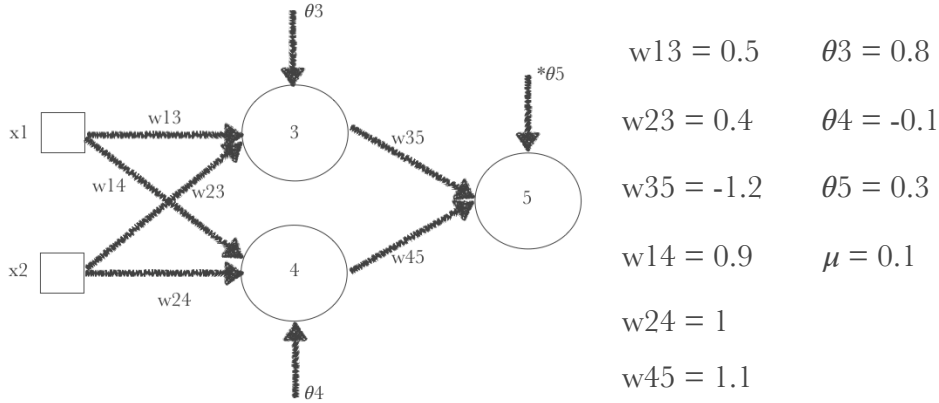 θ3
*θ5
x1
w13
3
w35
w14
w23
5
x2
4
w45
w24
θ4
w13 = 0.5 θ3 = 0.8
w23 = 0.4 θ4 = -0.1
w35 = -1.2 θ5 = 0.3
w14 = 0.9 μ = 0.1
w24 = 1
w45 = 1.1